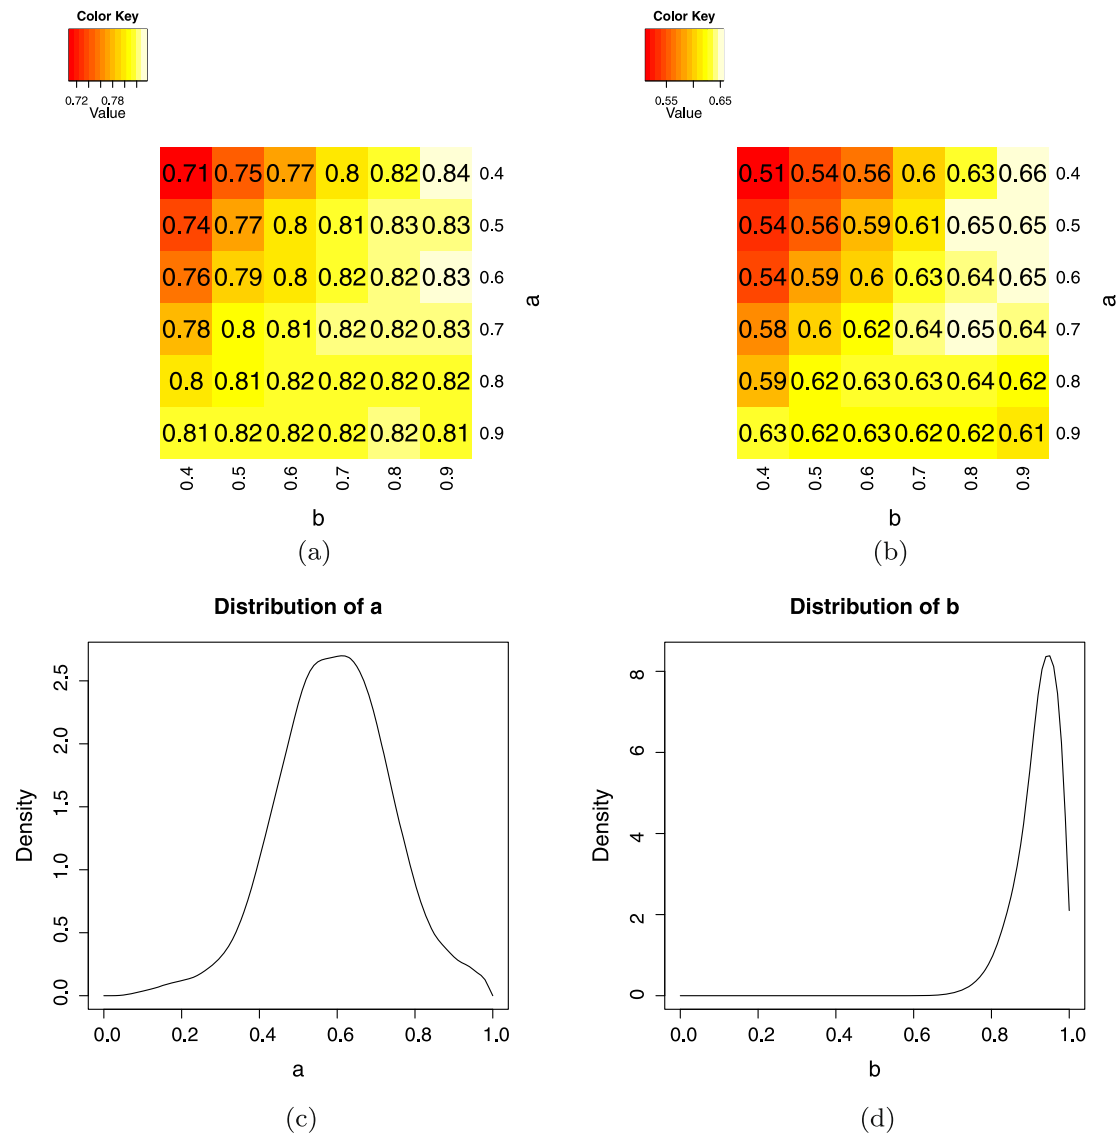 Color Key
0.72 0.78
Value
0.71 0.75 0.77 0.8 0.82 0.84 0.4
0.74 0.77 0.8 0.81 0.83 0.83 0.5
0.76 0.79 0.8 0.82 0.82 0.83 0.6
0.78 0.8 0.81 0.82 0.82 0.83 0.7
0.8 0.81 0.82 0.82 0.82 0.82 0.8
0.81 0.82 0.82 0.82 0.82 0.81 0.9
a
0.4 0.5 0.6 0.7 0.8 0.9
b
(a)
Color Key
0.55 0.65
Value
0.51 0.54 0.56 0.6 0.63 0.66 0.4
0.54 0.56 0.59 0.61 0.65 0.65 0.5
0.54 0.59 0.6 0.63 0.64 0.65 0.6
0.58 0.6 0.62 0.64 0.65 0.64 0.7
0.59 0.62 0.63 0.63 0.64 0.62 0.8
0.63 0.62 0.63 0.62 0.62 0.61 0.9
a
0.4 0.5 0.6 0.7 0.8 0.9
b
(b)
Distribution of a
Density
2.5
2.0
1.5
1.0
0.5
0.0
0.0 0.2 0.4 0.6 0.8 1.0
a
(c)
Distribution of b
Density
8
6
4
2
0
0.0 0.2 0.4 0.6 0.8 1.0
b
(d)